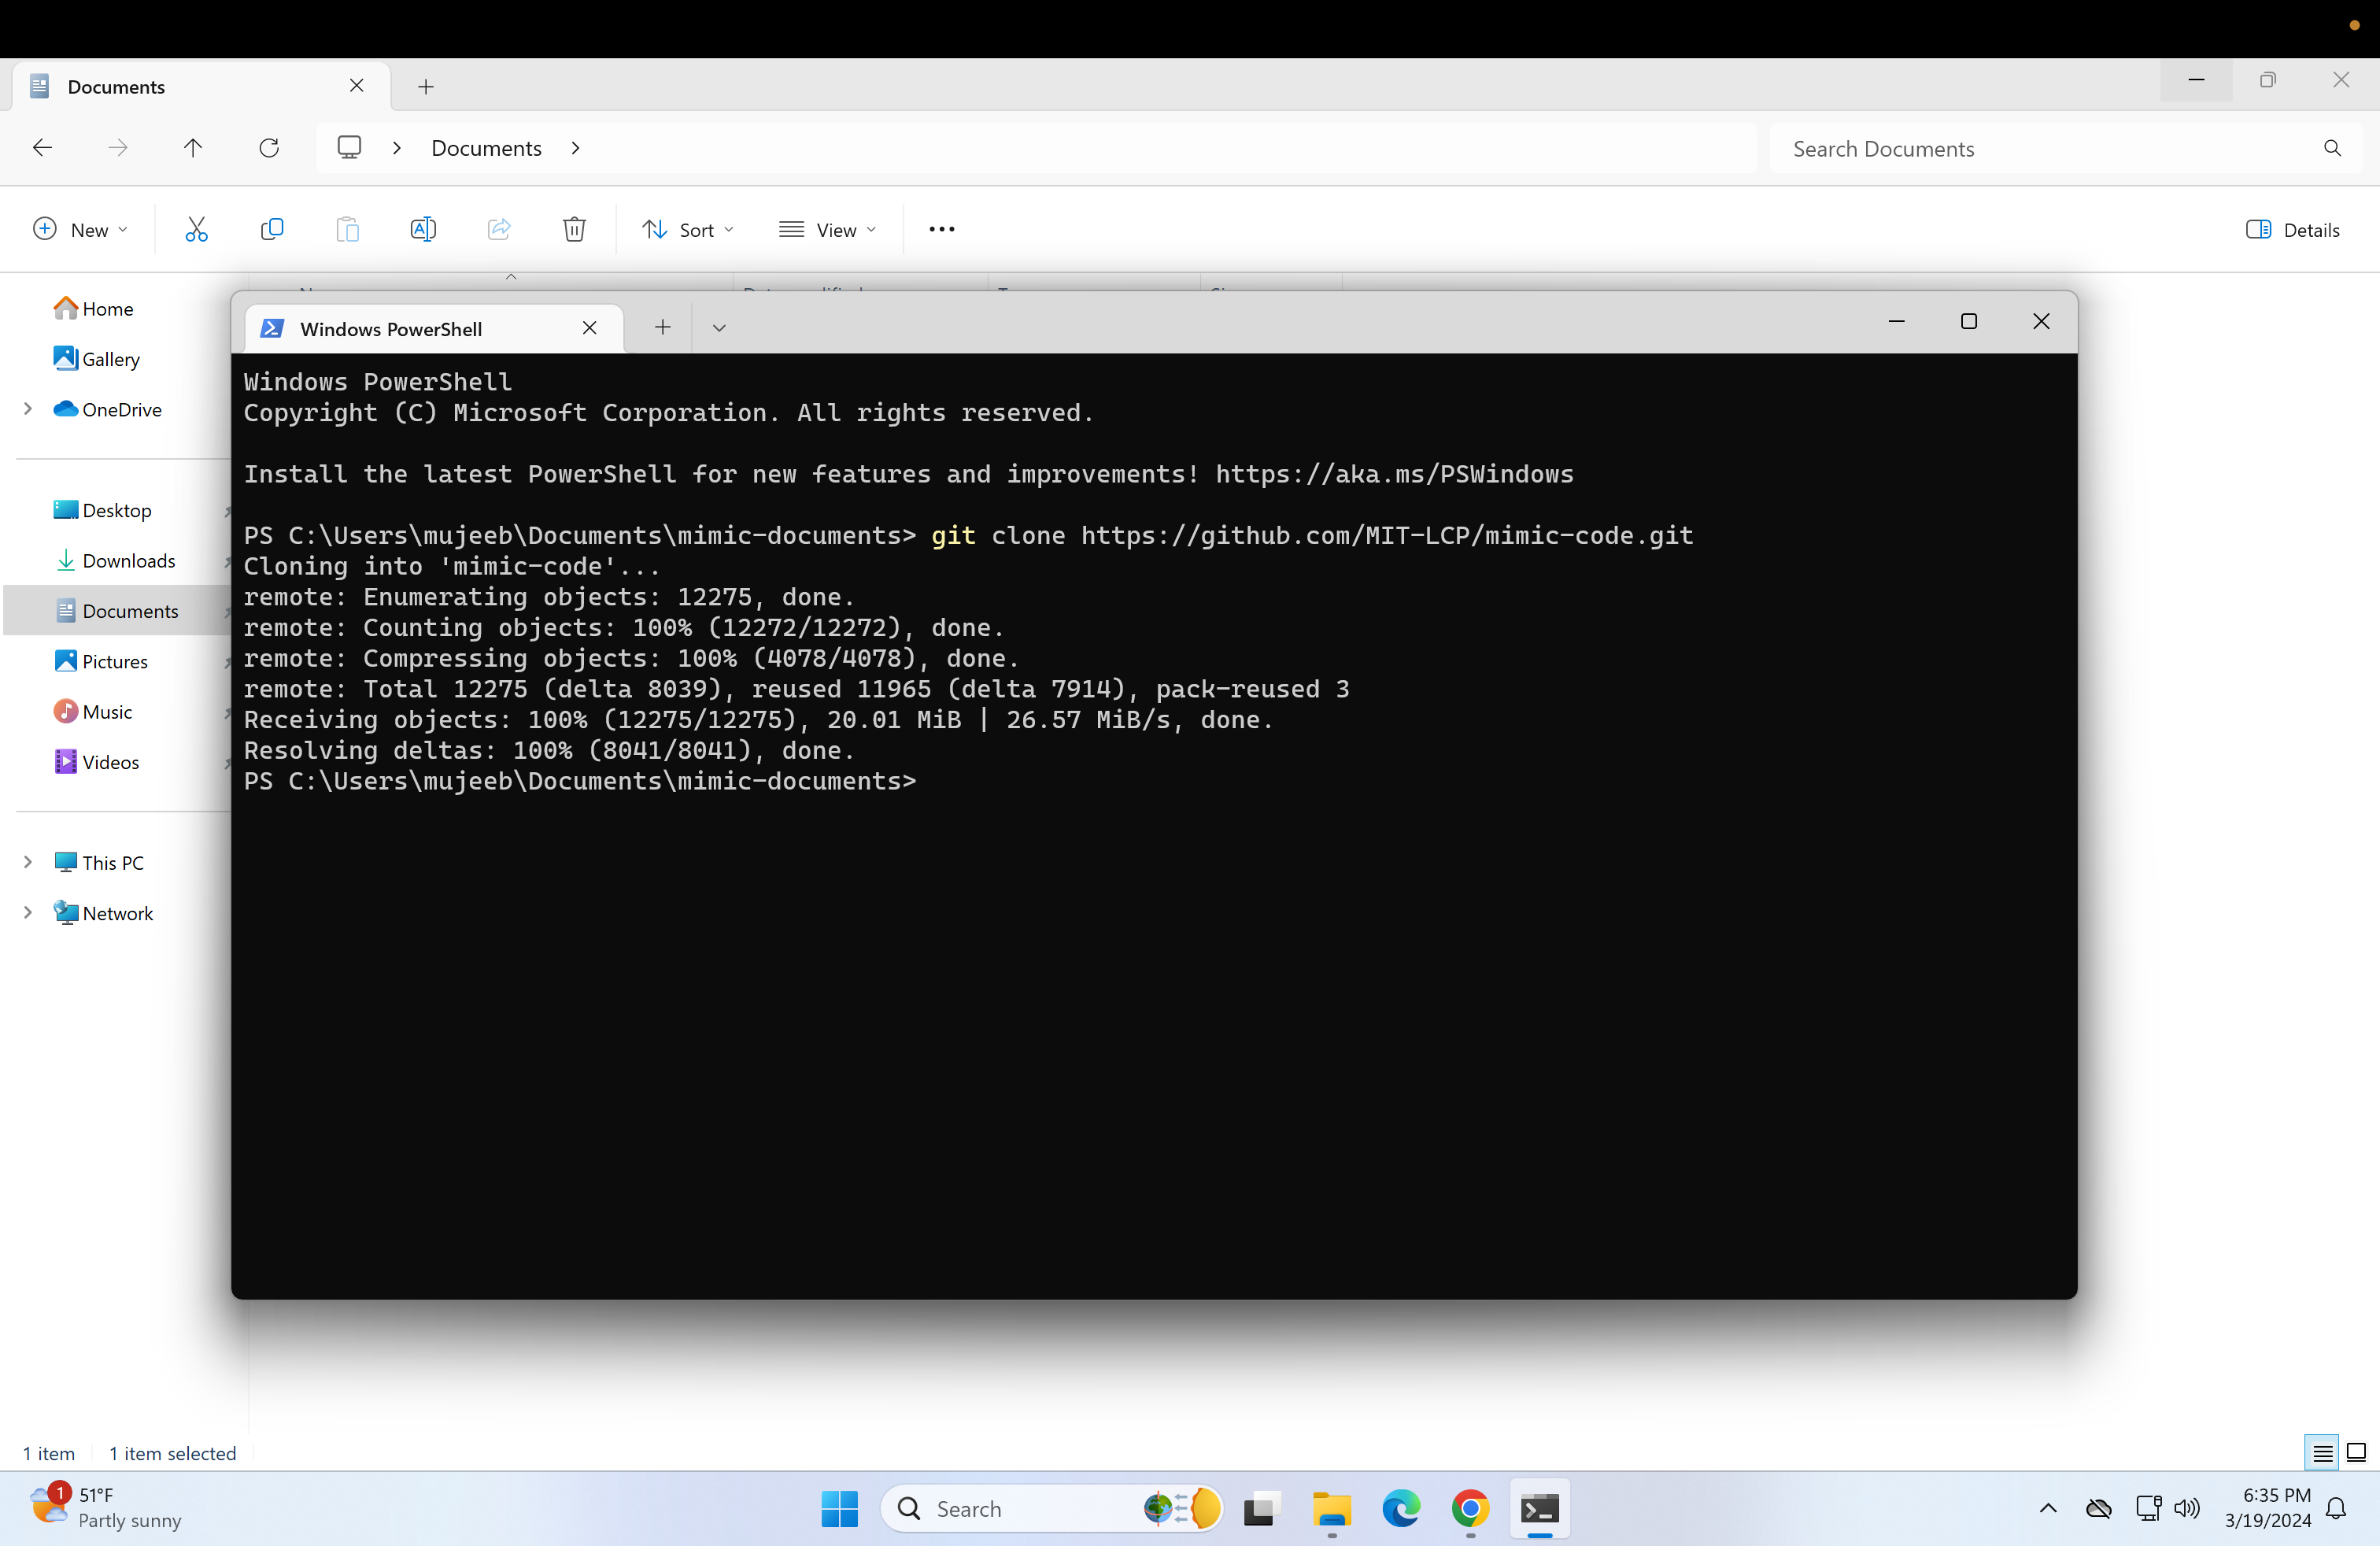 Documents
Documents
Search Documents
New
Sort
View
Details
Home
Gallery
OneDrive
Desktop
Downloads
Documents
Pictures
Music
Videos
This PC
Network
Windows PowerShell
Windows PowerShell
Copyright (C) Microsoft Corporation. All rights reserved.
Install the latest PowerShell for new features and improvements! https://aka.ms/PSWindows
PS C:\Users\mujeeb\Documents\mimic-documents> git clone https://github.com/MIT-LCP/mimic-code.git
Cloning into 'mimic-code'...
remote: Enumerating objects: 12275, done.
remote: Counting objects: 100% (12272/12272), done.
remote: Compressing objects: 100% (4078/4078), done.
remote: Total 12275 (delta 8039), reused 11965 (delta 7914), pack-reused 3
Receiving objects: 100% (12275/12275), 20.01 MiB | 26.57 MiB/s, done.
Resolving deltas: 100% (8041/8041), done.
PS C:\Users\mujeeb\Documents\mimic-documents>
1 item 1 item selected
1
51°F
Partly sunny
Search
6:35 PM
3/19/2024